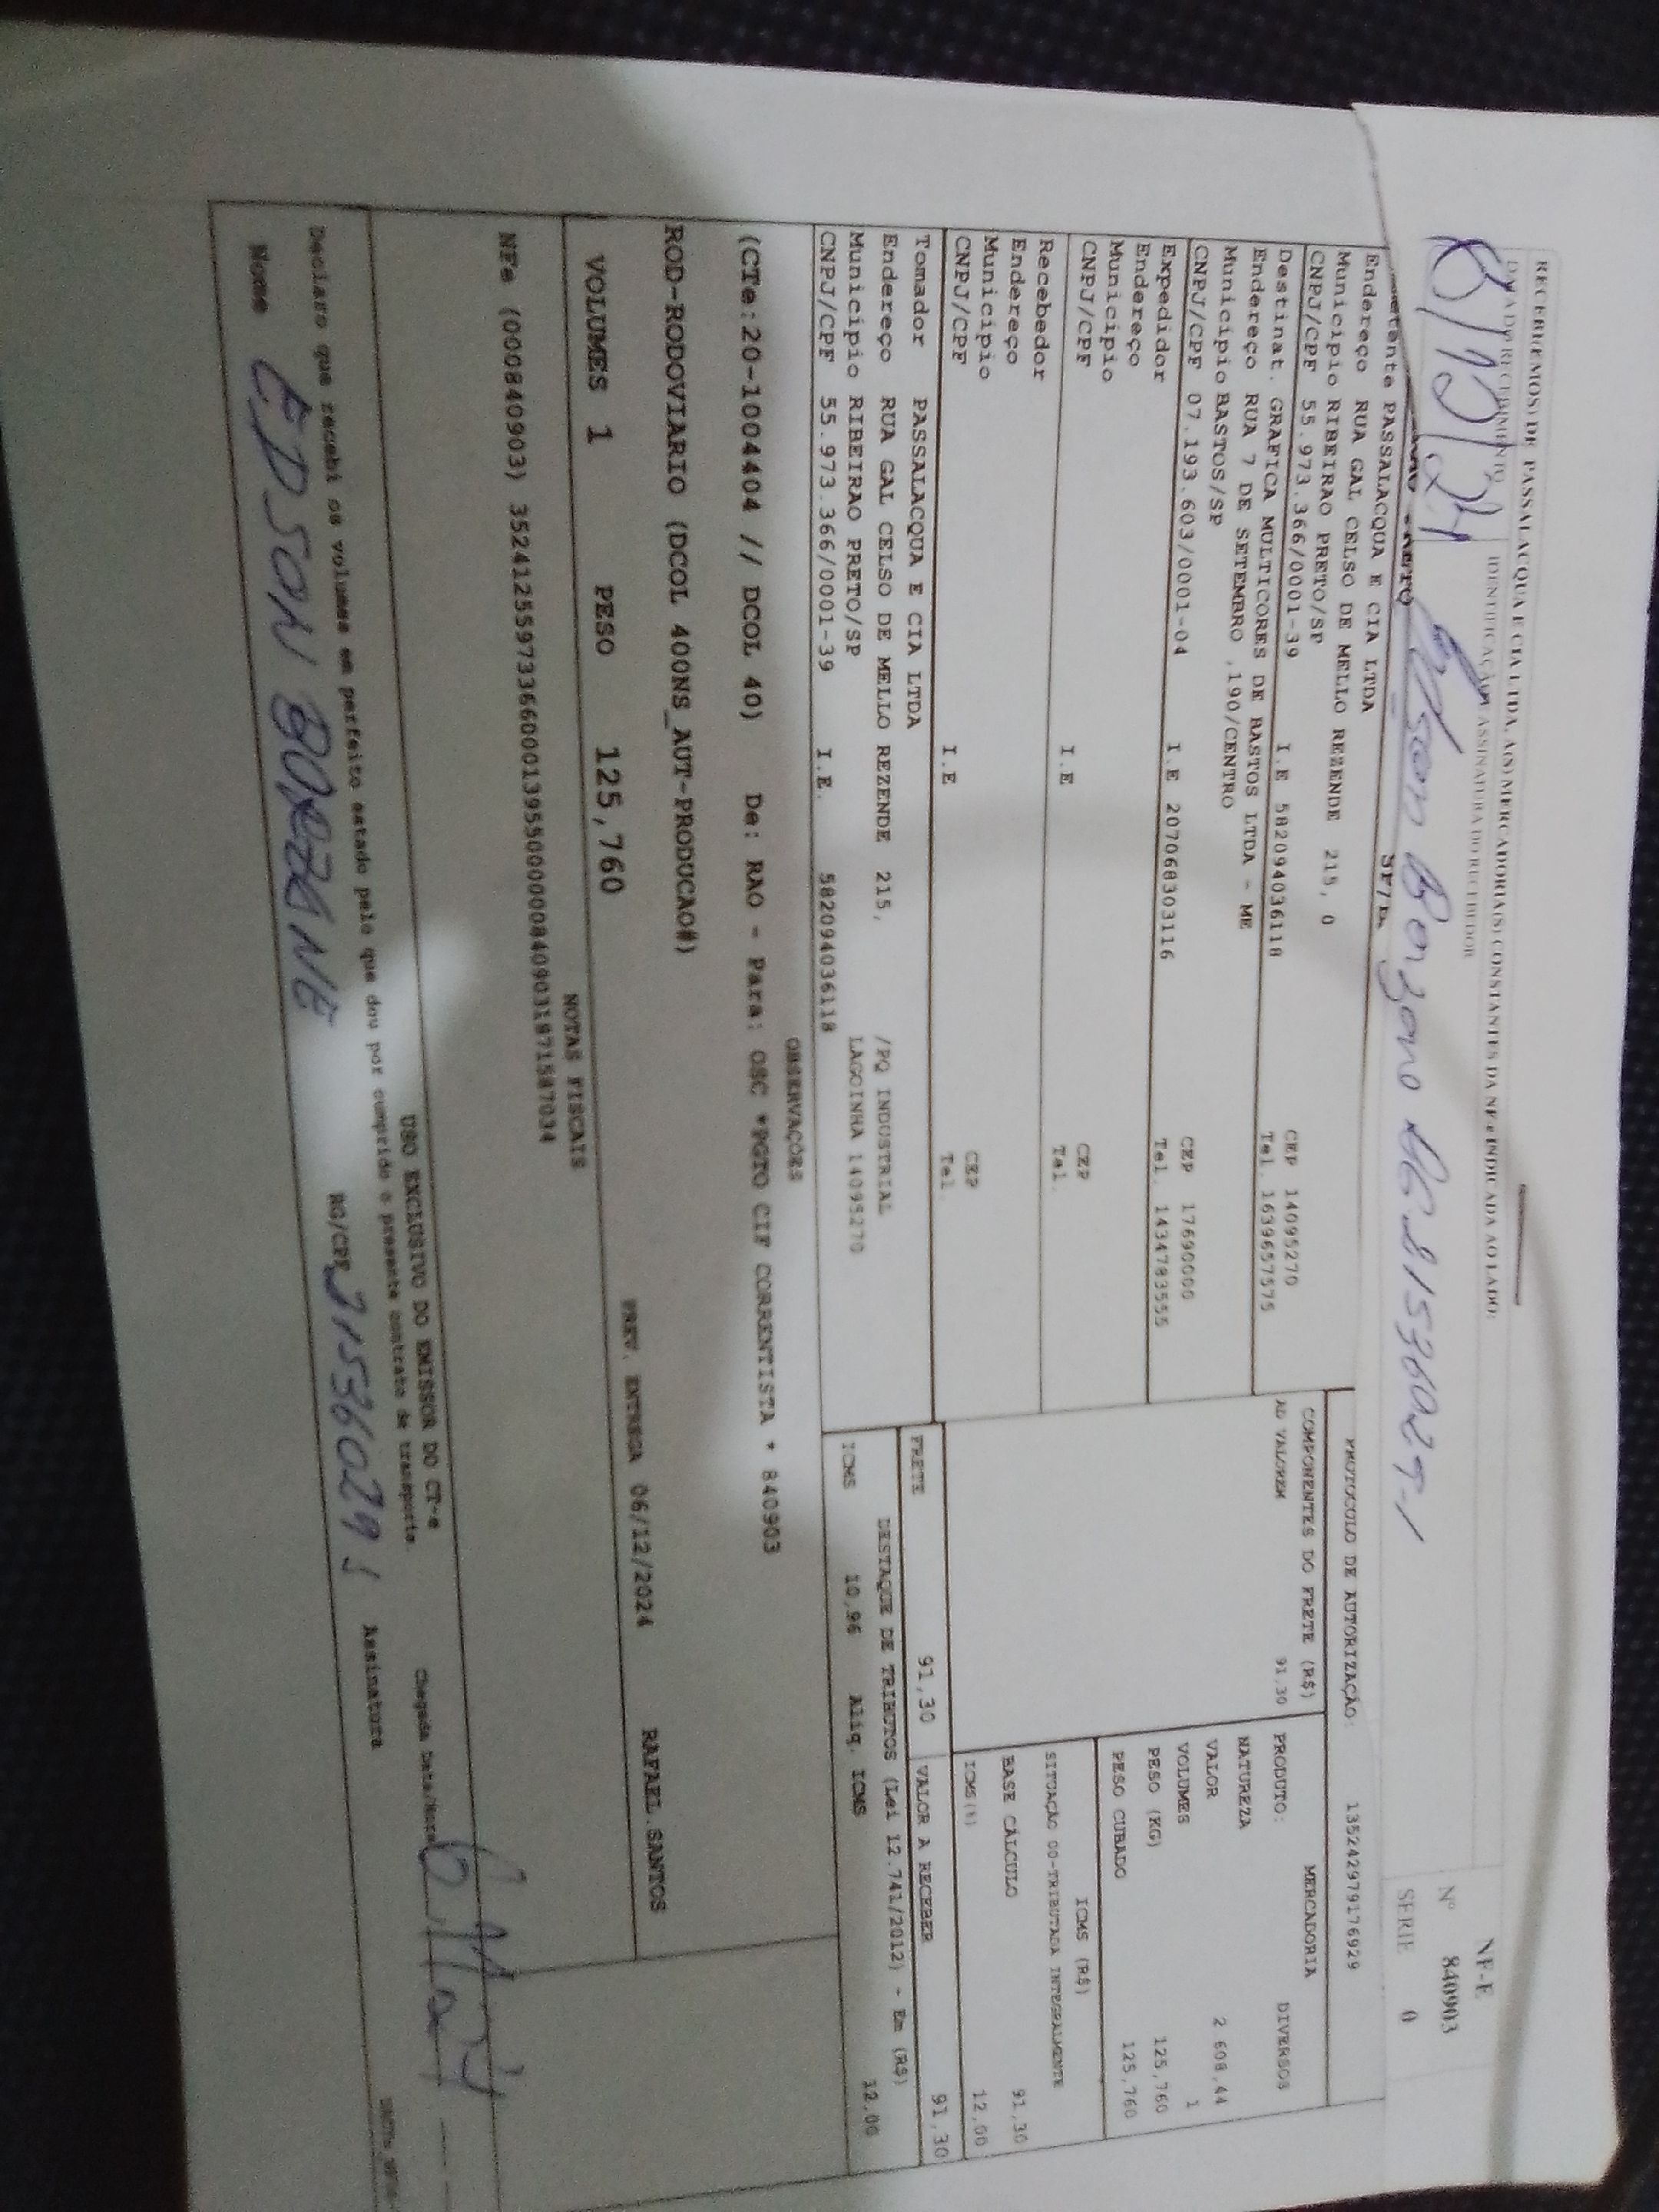 RECEBEMOS DE PASSALACQUA E CIA LTDA, AO(S) MERCADORIA(S) CONSTANTES DA NF e INDICADA AO LADO:
DATA DO RECEBIMENTO IDENTIFICAÇÃO E ASSINATURA DO RECEBEDOR
NF-E
Nº 840903
SERIE 0
PROTOCOLO DE AUTORIZAÇÃO: 135242979176929
PASSALACQUA E CIA LTDA
Endereço RUA GAL CELSO DE MELLO REZENDE 215, 0
Municipio RIBEIRAO PRETO/SP CEP 14095270
CNPJ/CPF 55.973.366/0001-39 I.E 582094036118 Tel. 1639657575
Destinat. GRAFICA MULTICORES DE BASTOS LTDA - ME
Endereço RUA 7 DE SETEMBRO ,190/CENTRO
Municipio BASTOS/SP CEP 17690000
CNPJ/CPF 07.193.603/0001-04 I.E 207068303116 Tel. 1434783555
Expedidor
Endereço
Municipio CEP
CNPJ/CPF I.E Tel.
Recebedor
Endereço
Municipio CEP
CNPJ/CPF I.E Tel.
COMPONENTES DO FRETE (R$)
AD VALOREM 91,30
MERCADORIA
PRODUTO: DIVERSOS
NATUREZA
VALOR 2 608,44
VOLUMES 1
PESO (KG) 125,760
PESO CUBADO 125,760
ICMS (R$)
SITUAÇÃO 00-TRIBUTADA INTEGRALMENTE
BASE CÁLCULO 91,30
ICMS(%) 12,00
Tomador PASSALACQUA E CIA LTDA
Endereço RUA GAL CELSO DE MELLO REZENDE 215, /PQ INDUSTRIAL
Municipio RIBEIRAO PRETO/SP LAGOINHA 14095270
CNPJ/CPF 55.973.366/0001-39 I.E. 582094036118
FRETE 91,30 VALOR A RECEBER 91,30
DESTAQUE DE TRIBUTOS (Lei 12.741/2012) - Em (R$)
ICMS 10,96 Aliq. ICMS 12,00
OBSERVAÇÕES
(CTe:20-1004404 // DCOL 40) De: RAO - Para: OSC *PGTO CIF CORRENTISTA * 840903
ROD-RODOVIARIO (DCOL 400NS_AUT-PRODUCAO#)
VOLUMES 1 PESO 125,760 PREV. ENTREGA 06/12/2024 RAFAEL.SANTOS
NOTAS FISCAIS
NFe (000840903) 35241255973366000139550000008409031971587034
USO EXCLUSIVO DO EMISSOR DO CT-e
Declaro que recebi os volumes em perfeito estado pelo que dou por cumprido o presente contrato de transporte.
Chegada Data/Hora
Nome EDSON BORZONE RG/CPF Assinatura